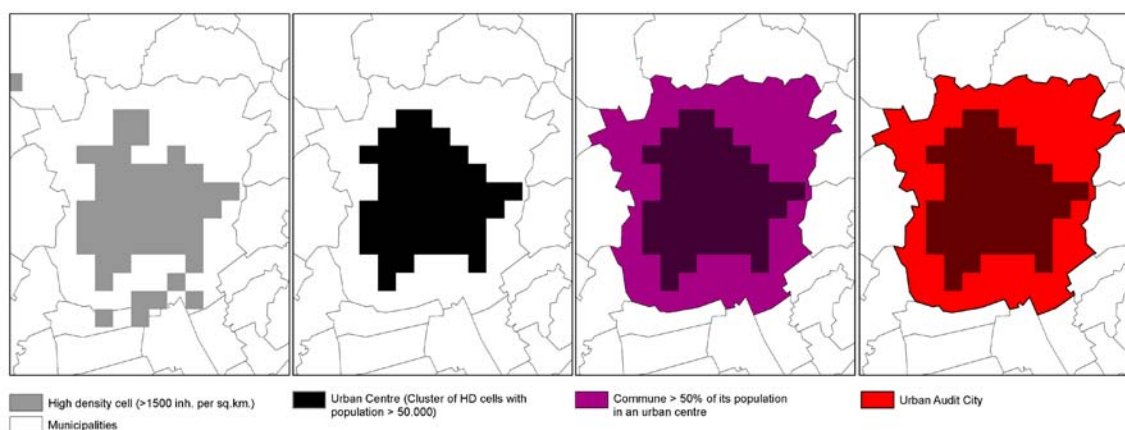 High density cell (>1500 inh. per sq.km.)
Municipalities
Urban Centre (Cluster of HD cells with
population > 50.000)
Commune > 50% of its population
in an urban centre
Urban Audit City